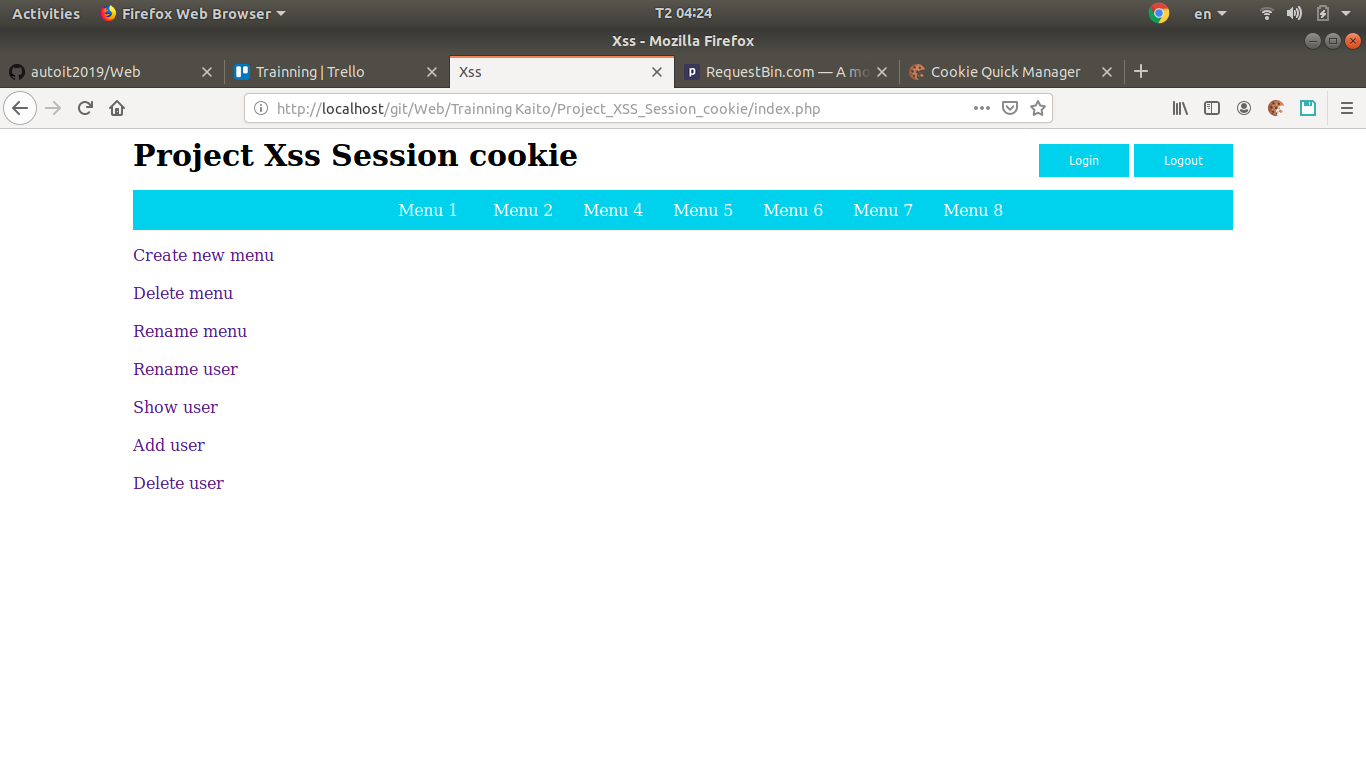 Activities Firefox Web Browser T2 04:24 en
Xss - Mozilla Firefox
autoit2019/Web Trainning | Trello Xss RequestBin.com — A mo Cookie Quick Manager
http://localhost/git/Web/Trainning Kaito/Project_XSS_Session_cookie/index.php
Project Xss Session cookie
Login Logout
Menu 1 Menu 2 Menu 4 Menu 5 Menu 6 Menu 7 Menu 8
Create new menu
Delete menu
Rename menu
Rename user
Show user
Add user
Delete user